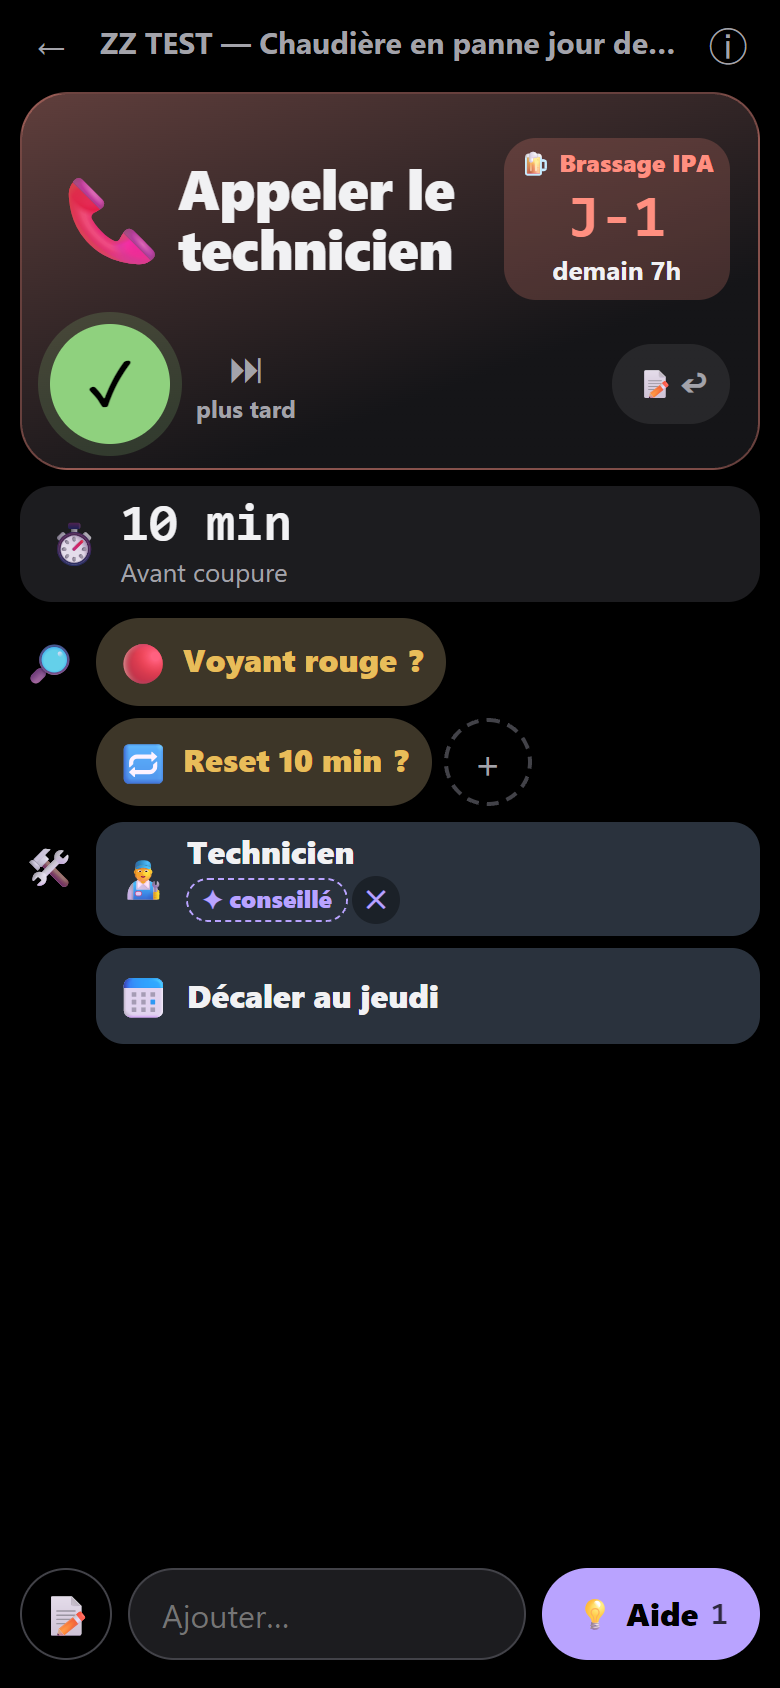 ← ZZ TEST — Chaudière en panne jour de…
Appeler le
technicien
Brassage IPA
J-1
demain 7h
✓
plus tard
10 min
Avant coupure
Voyant rouge ?
Reset 10 min ?
+
Technicien
✦ conseillé
Décaler au jeudi
Ajouter...
Aide 1